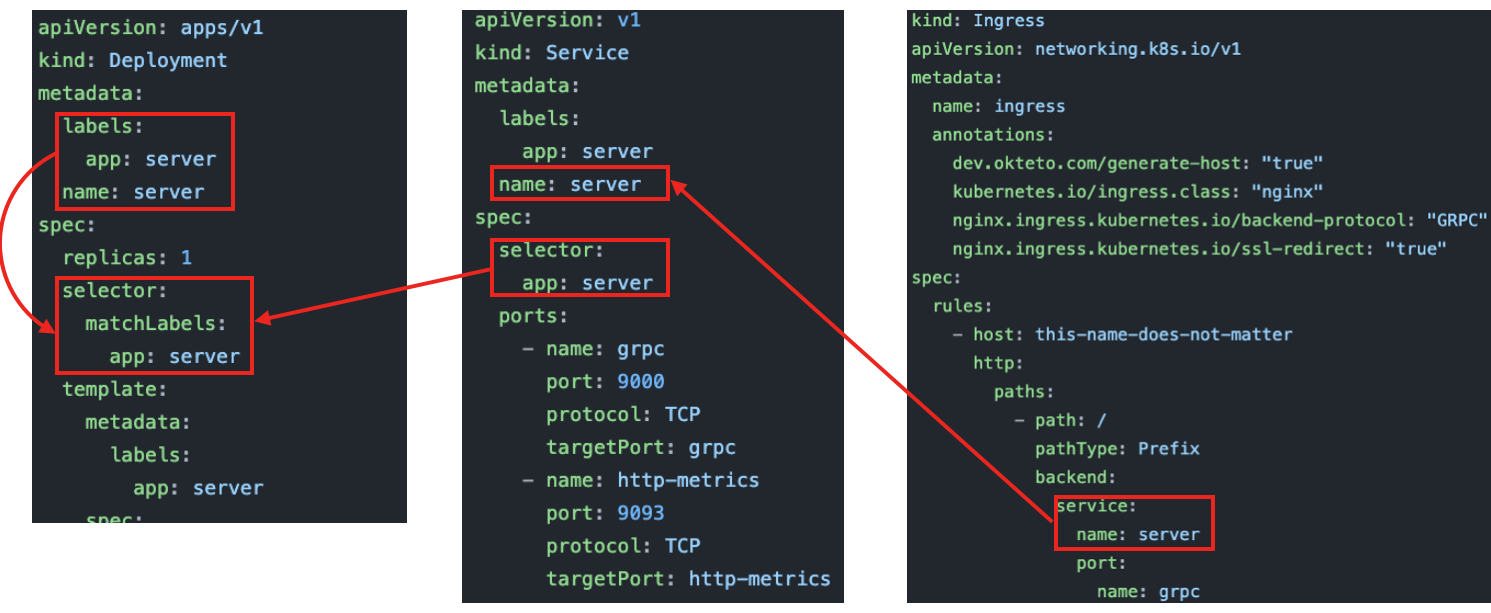 apiVersion: apps/v1
kind: Deployment
metadata:
  labels:
    app: server
  name: server
spec:
  replicas: 1
  selector:
    matchLabels:
      app: server
  template:
    metadata:
      labels:
        app: server
    spec:
apiVersion: v1
kind: Service
metadata:
  labels:
    app: server
  name: server
spec:
  selector:
    app: server
  ports:
    - name: grpc
      port: 9000
      protocol: TCP
      targetPort: grpc
    - name: http-metrics
      port: 9093
      protocol: TCP
      targetPort: http-metrics
kind: Ingress
apiVersion: networking.k8s.io/v1
metadata:
  name: ingress
  annotations:
    dev.okteto.com/generate-host: "true"
    kubernetes.io/ingress.class: "nginx"
    nginx.ingress.kubernetes.io/backend-protocol: "GRPC"
    nginx.ingress.kubernetes.io/ssl-redirect: "true"
spec:
  rules:
    - host: this-name-does-not-matter
      http:
        paths:
          - path: /
            pathType: Prefix
            backend:
              service:
                name: server
                port:
                  name: grpc